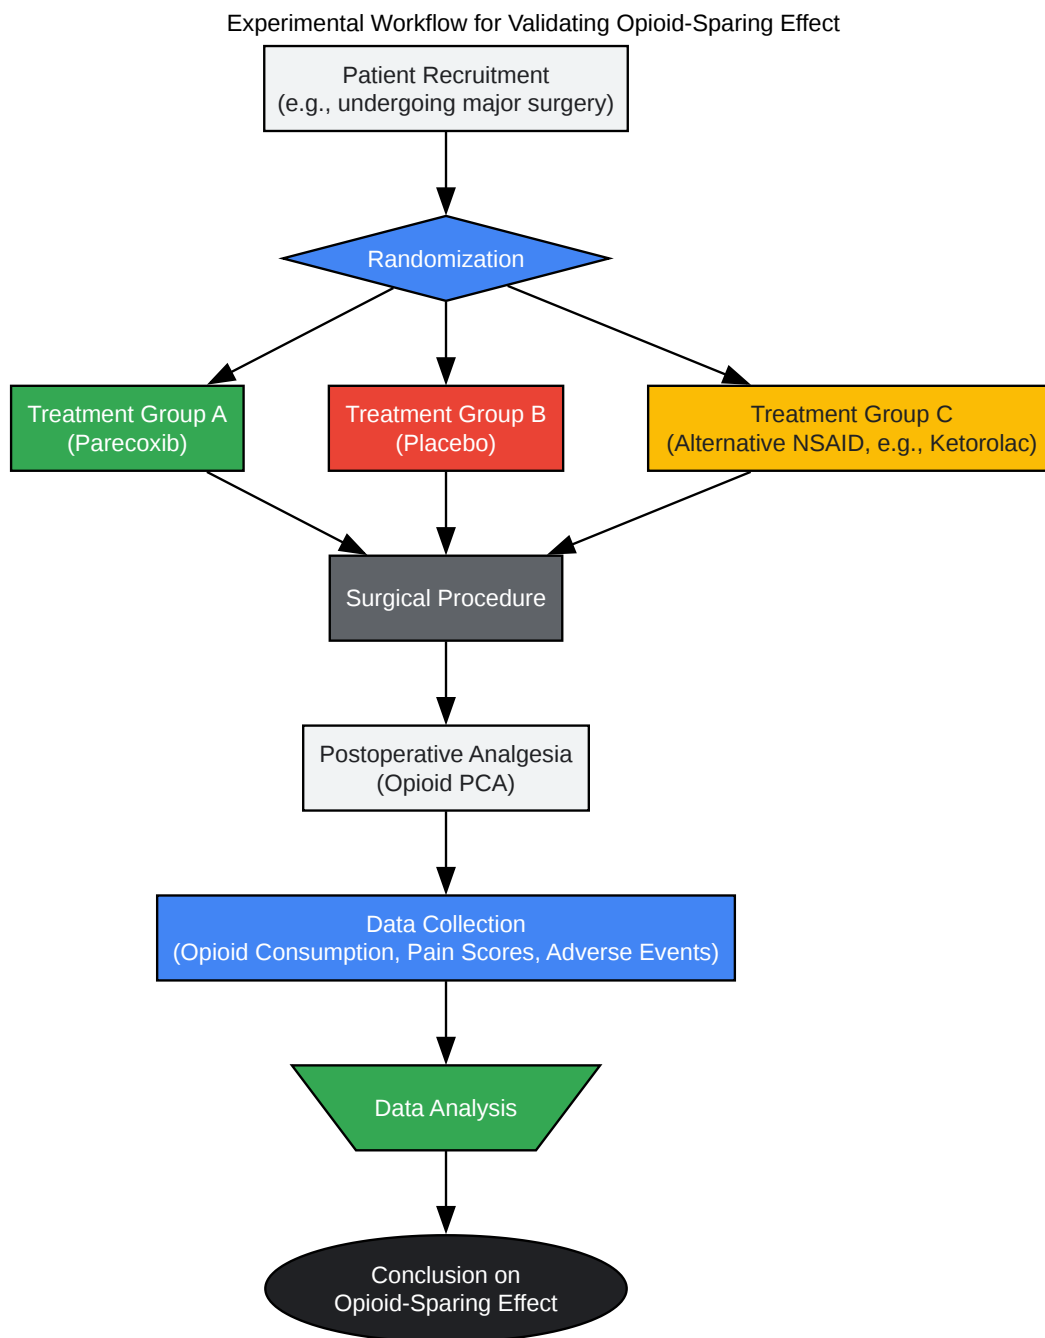 Experimental Workflow for Validating Opioid-Sparing Effect
Patient Recruitment
(e.g., undergoing major surgery)
Randomization
Treatment Group A
(Parecoxib)
Treatment Group B
(Placebo)
Treatment Group C
(Alternative NSAID, e.g., Ketorolac)
Surgical Procedure
Postoperative Analgesia
(Opioid PCA)
Data Collection
(Opioid Consumption, Pain Scores, Adverse Events)
Data Analysis
Conclusion on
Opioid-Sparing Effect